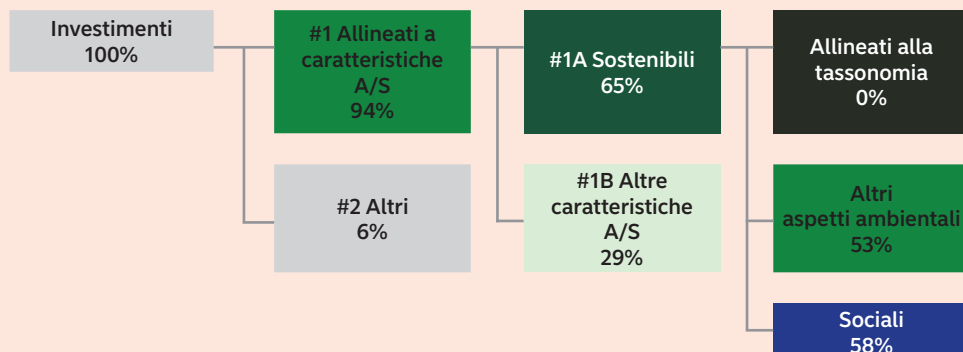 Investimenti
100%
#1 Allineati a
caratteristiche
A/S
94%
#1A Sostenibili
65%
Allineati alla
tassonomia
0%
#2 Altri
6%
#1B Altre
caratteristiche
A/S
29%
Altri
aspetti ambientali
53%
Sociali
58%